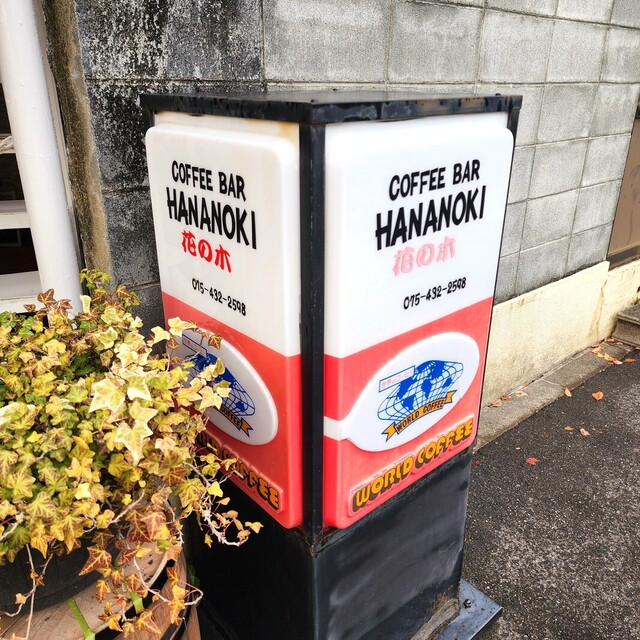 COFFEE BAR
HANANOKI
花の木
075-432-2598
WORLD COFFEE
COFFEE BAR
HANANOKI
花の木
075-432-2598
WORLD COFFEE
WORLD COFFEE